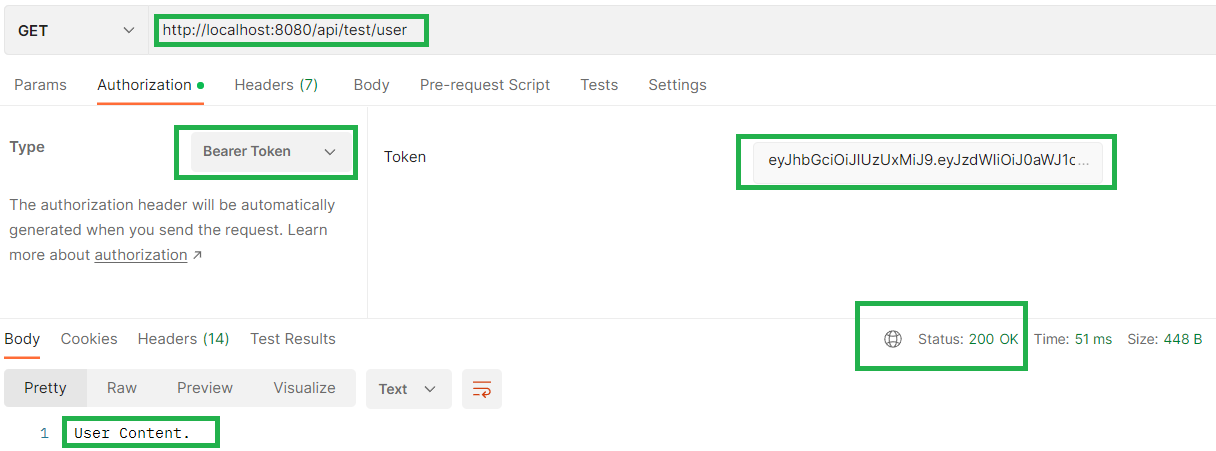 GET http://localhost:8080/api/test/user
Params Authorization Headers (7) Body Pre-request Script Tests Settings
Type Bearer Token
The authorization header will be automatically
generated when you send the request. Learn
more about authorization ↗
Token eyJhbGciOiJIUzUxMiJ9.eyJzdWIiOiJ0aWJ1c...
Body Cookies Headers (14) Test Results Status: 200 OK Time: 51 ms Size: 448 B
Pretty Raw Preview Visualize Text
1 User Content.